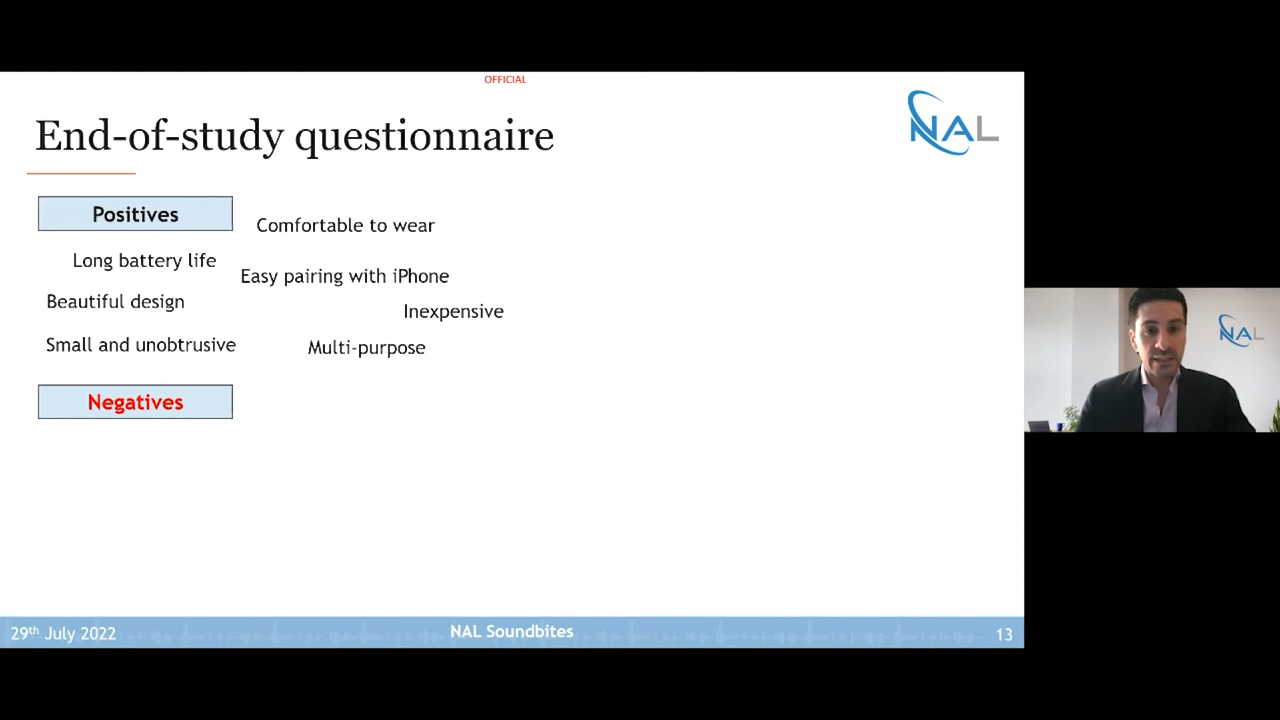 OFFICIAL
End-of-study questionnaire
NAL
Positives
Comfortable to wear
Long battery life
Easy pairing with iPhone
Beautiful design
Inexpensive
Small and unobtrusive
Multi-purpose
Negatives
NAL
29th July 2022
NAL Soundbites
13